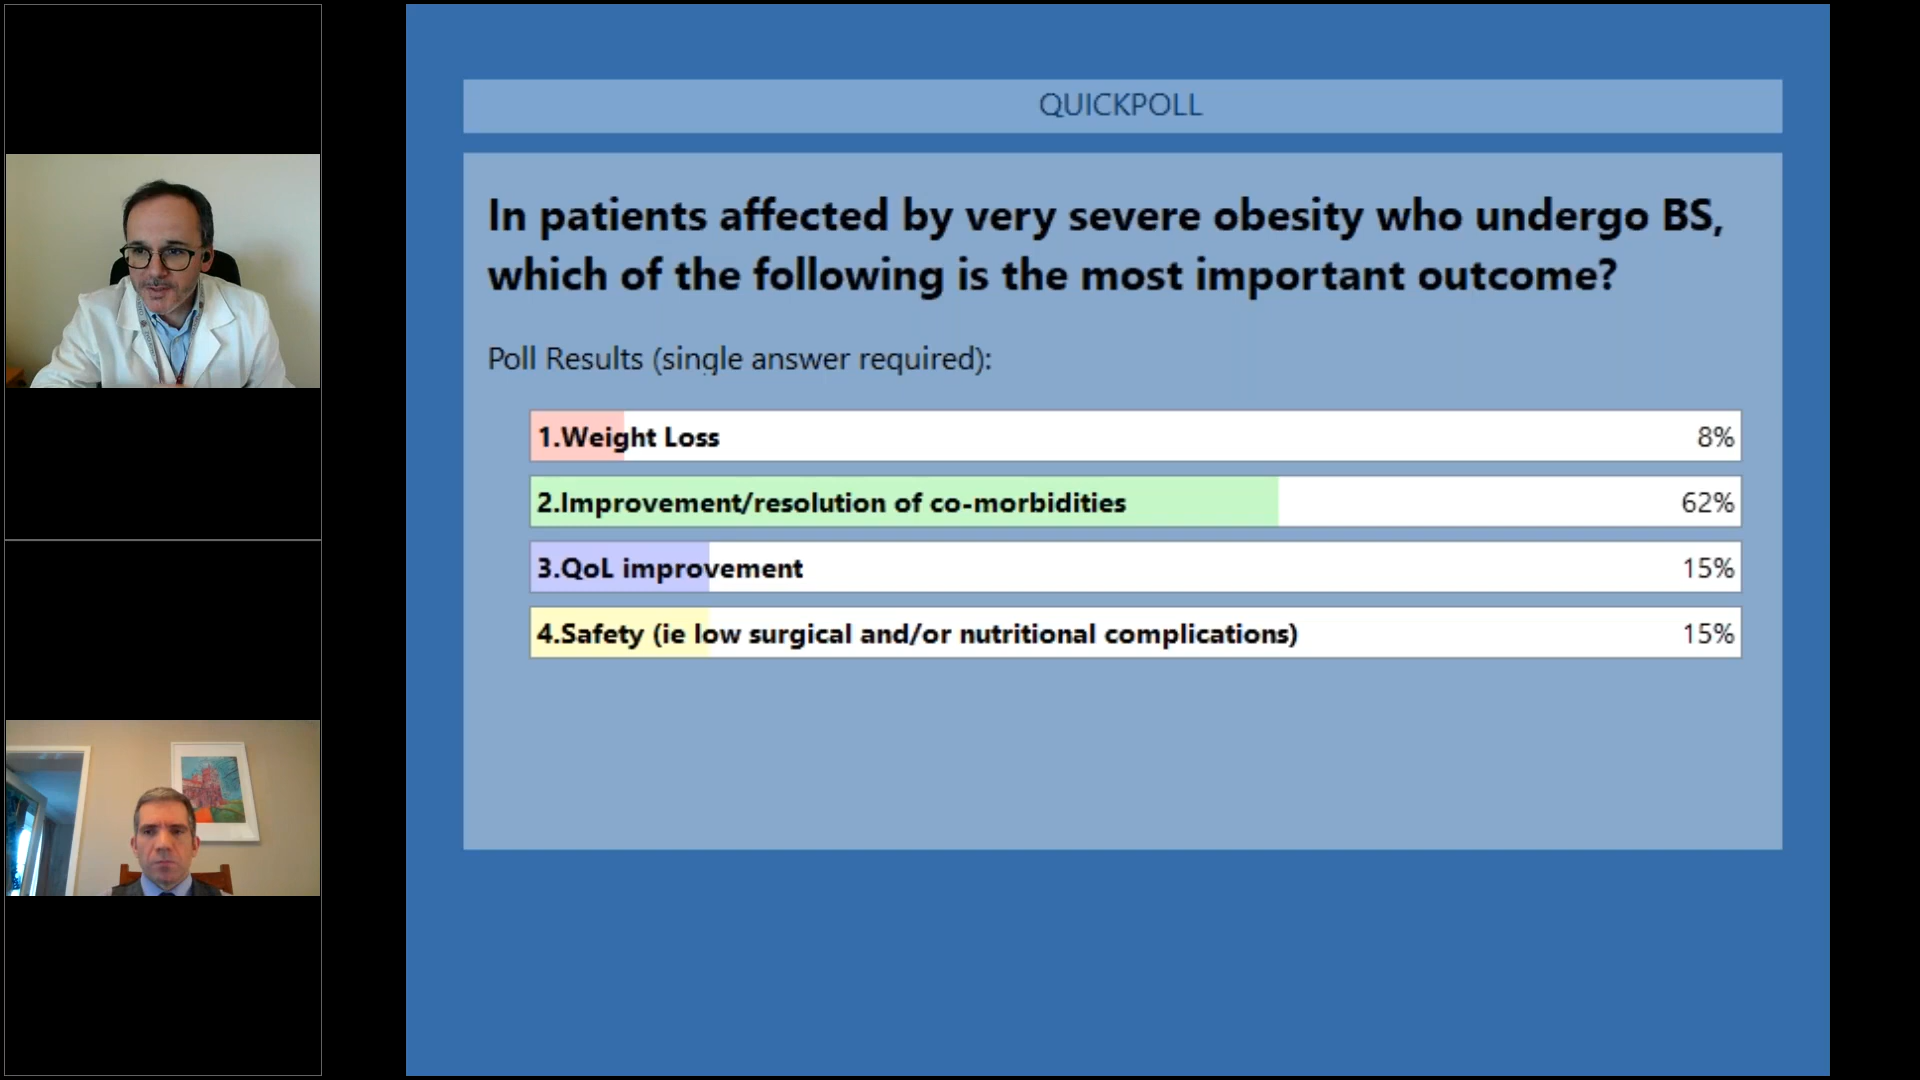 QUICKPOLL
In patients affected by very severe obesity who undergo BS,
which of the following is the most important outcome?
Poll Results (single answer required):
1.Weight Loss 8%
2.Improvement/resolution of co-morbidities 62%
3.QoL improvement 15%
4.Safety (ie low surgical and/or nutritional complications) 15%